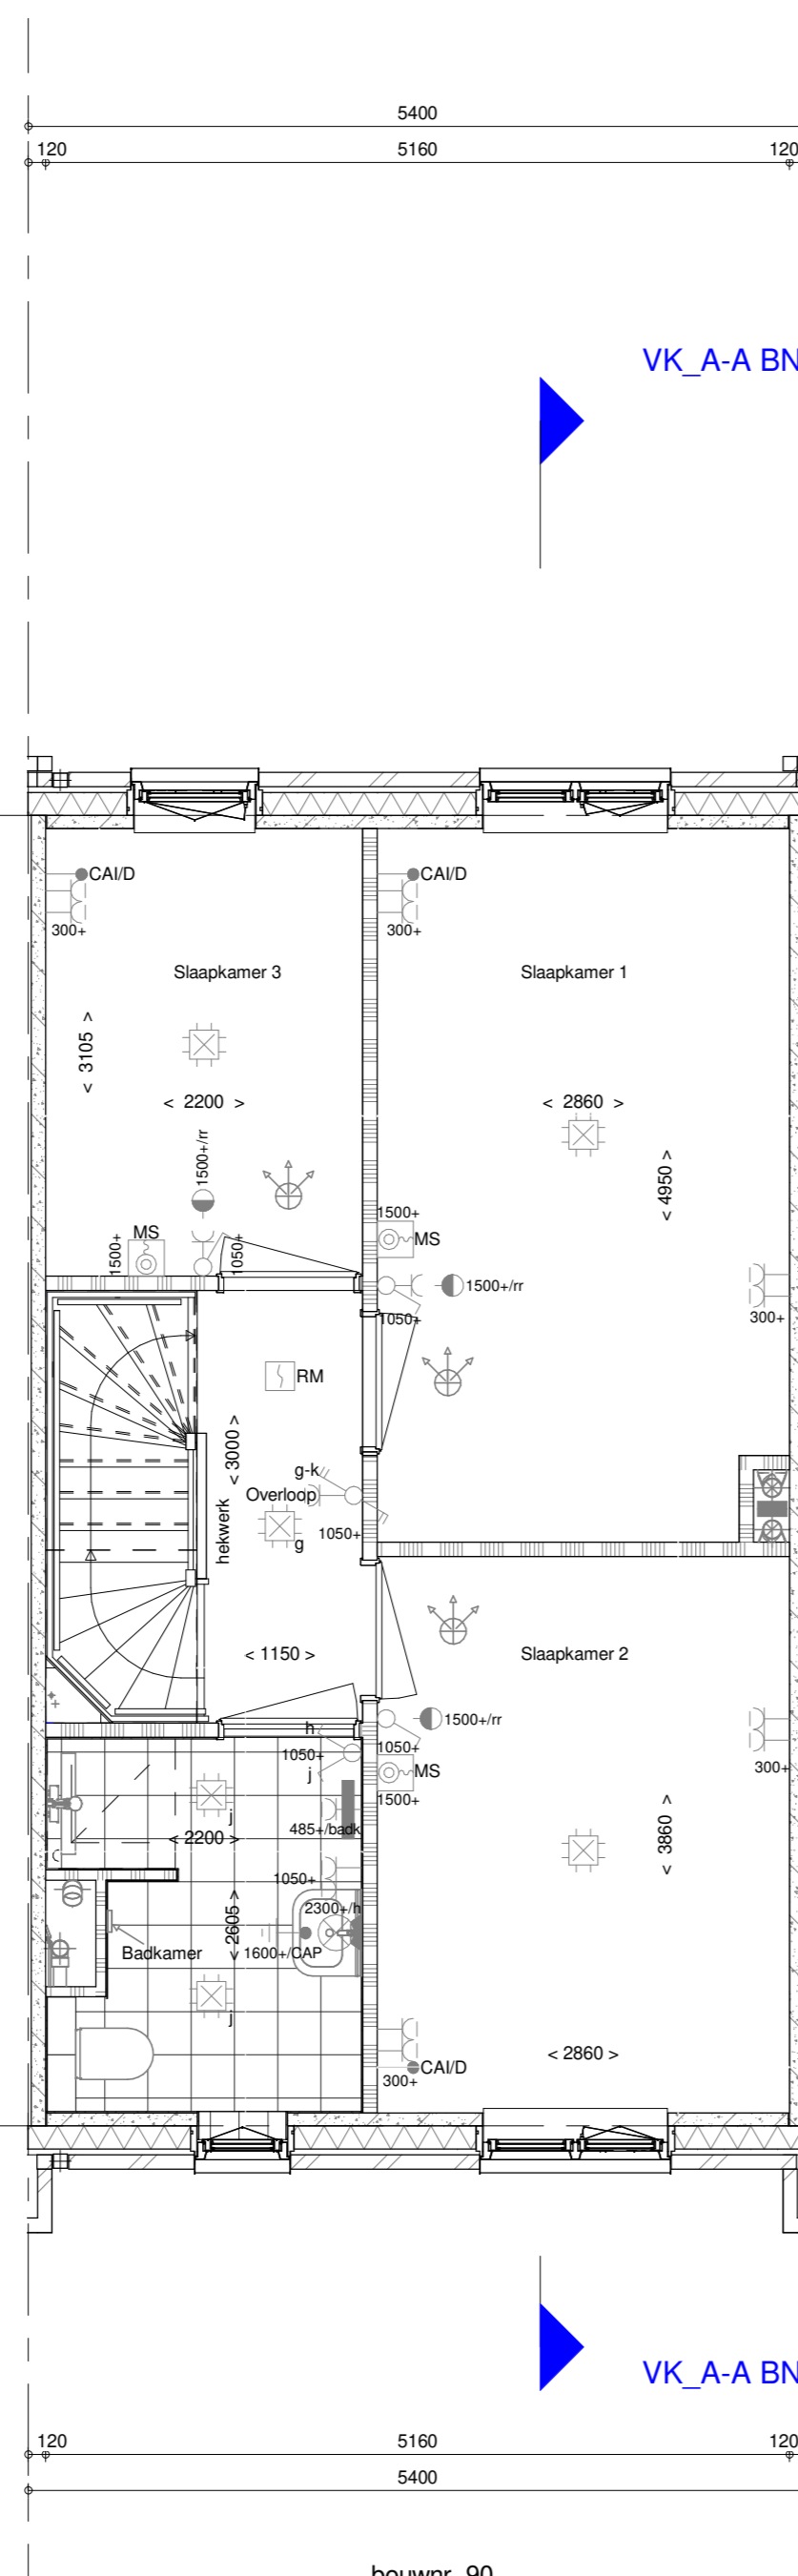 5400
120 5160 120
VK_A-A BN
CAI/D CAI/D
300+ 300+
Slaapkamer 3 Slaapkamer 1
< 3105 >
< 2200 > < 2860 >
1500+/rr
< 4950 >
1500+
MS MS
1500+ 1050+
1500+/rr
1050+
300+
RM
< 3000 >
g-k
Overloop
hekwerk
1050+
g
< 1150 > Slaapkamer 2
h 1500+/rr
1050+ 1050+
j MS
300+
1500+
j
485+/badk
< 2200 >
< 3860 >
1050+
2300+/h
< 2605 >
Badkamer 1600+/CAP
j
< 2860 >
CAI/D
300+
VK_A-A BN
120 5160 120
5400